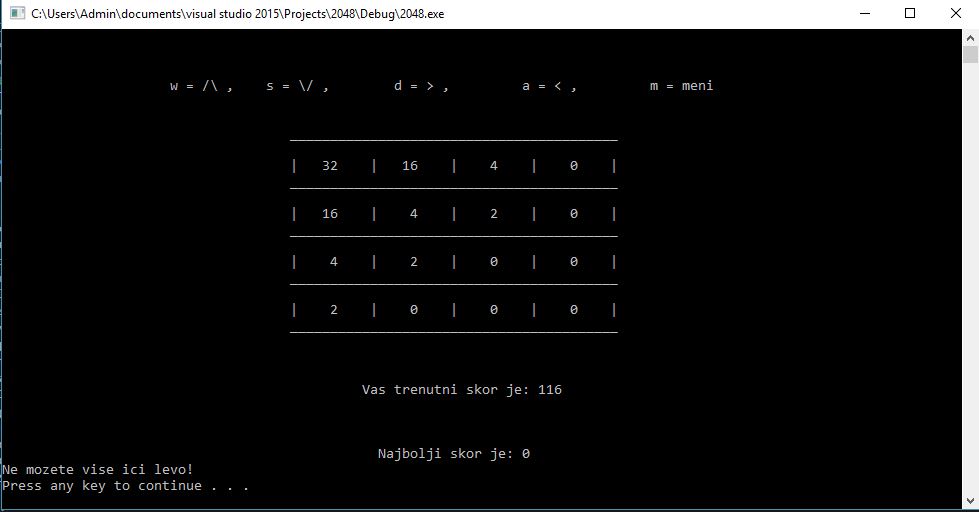 C:\Users\Admin\documents\visual studio 2015\Projects\2048\Debug\2048.exe
w = /\ ,    s = \/ ,        d = > ,         a = < ,         m = meni
|   32    |   16    |    4    |    0    |
|   16    |    4    |    2    |    0    |
|    4    |    2    |    0    |    0    |
|    2    |    0    |    0    |    0    |
Vas trenutni skor je: 116
Najbolji skor je: 0
Ne mozete vise ici levo!
Press any key to continue . . .